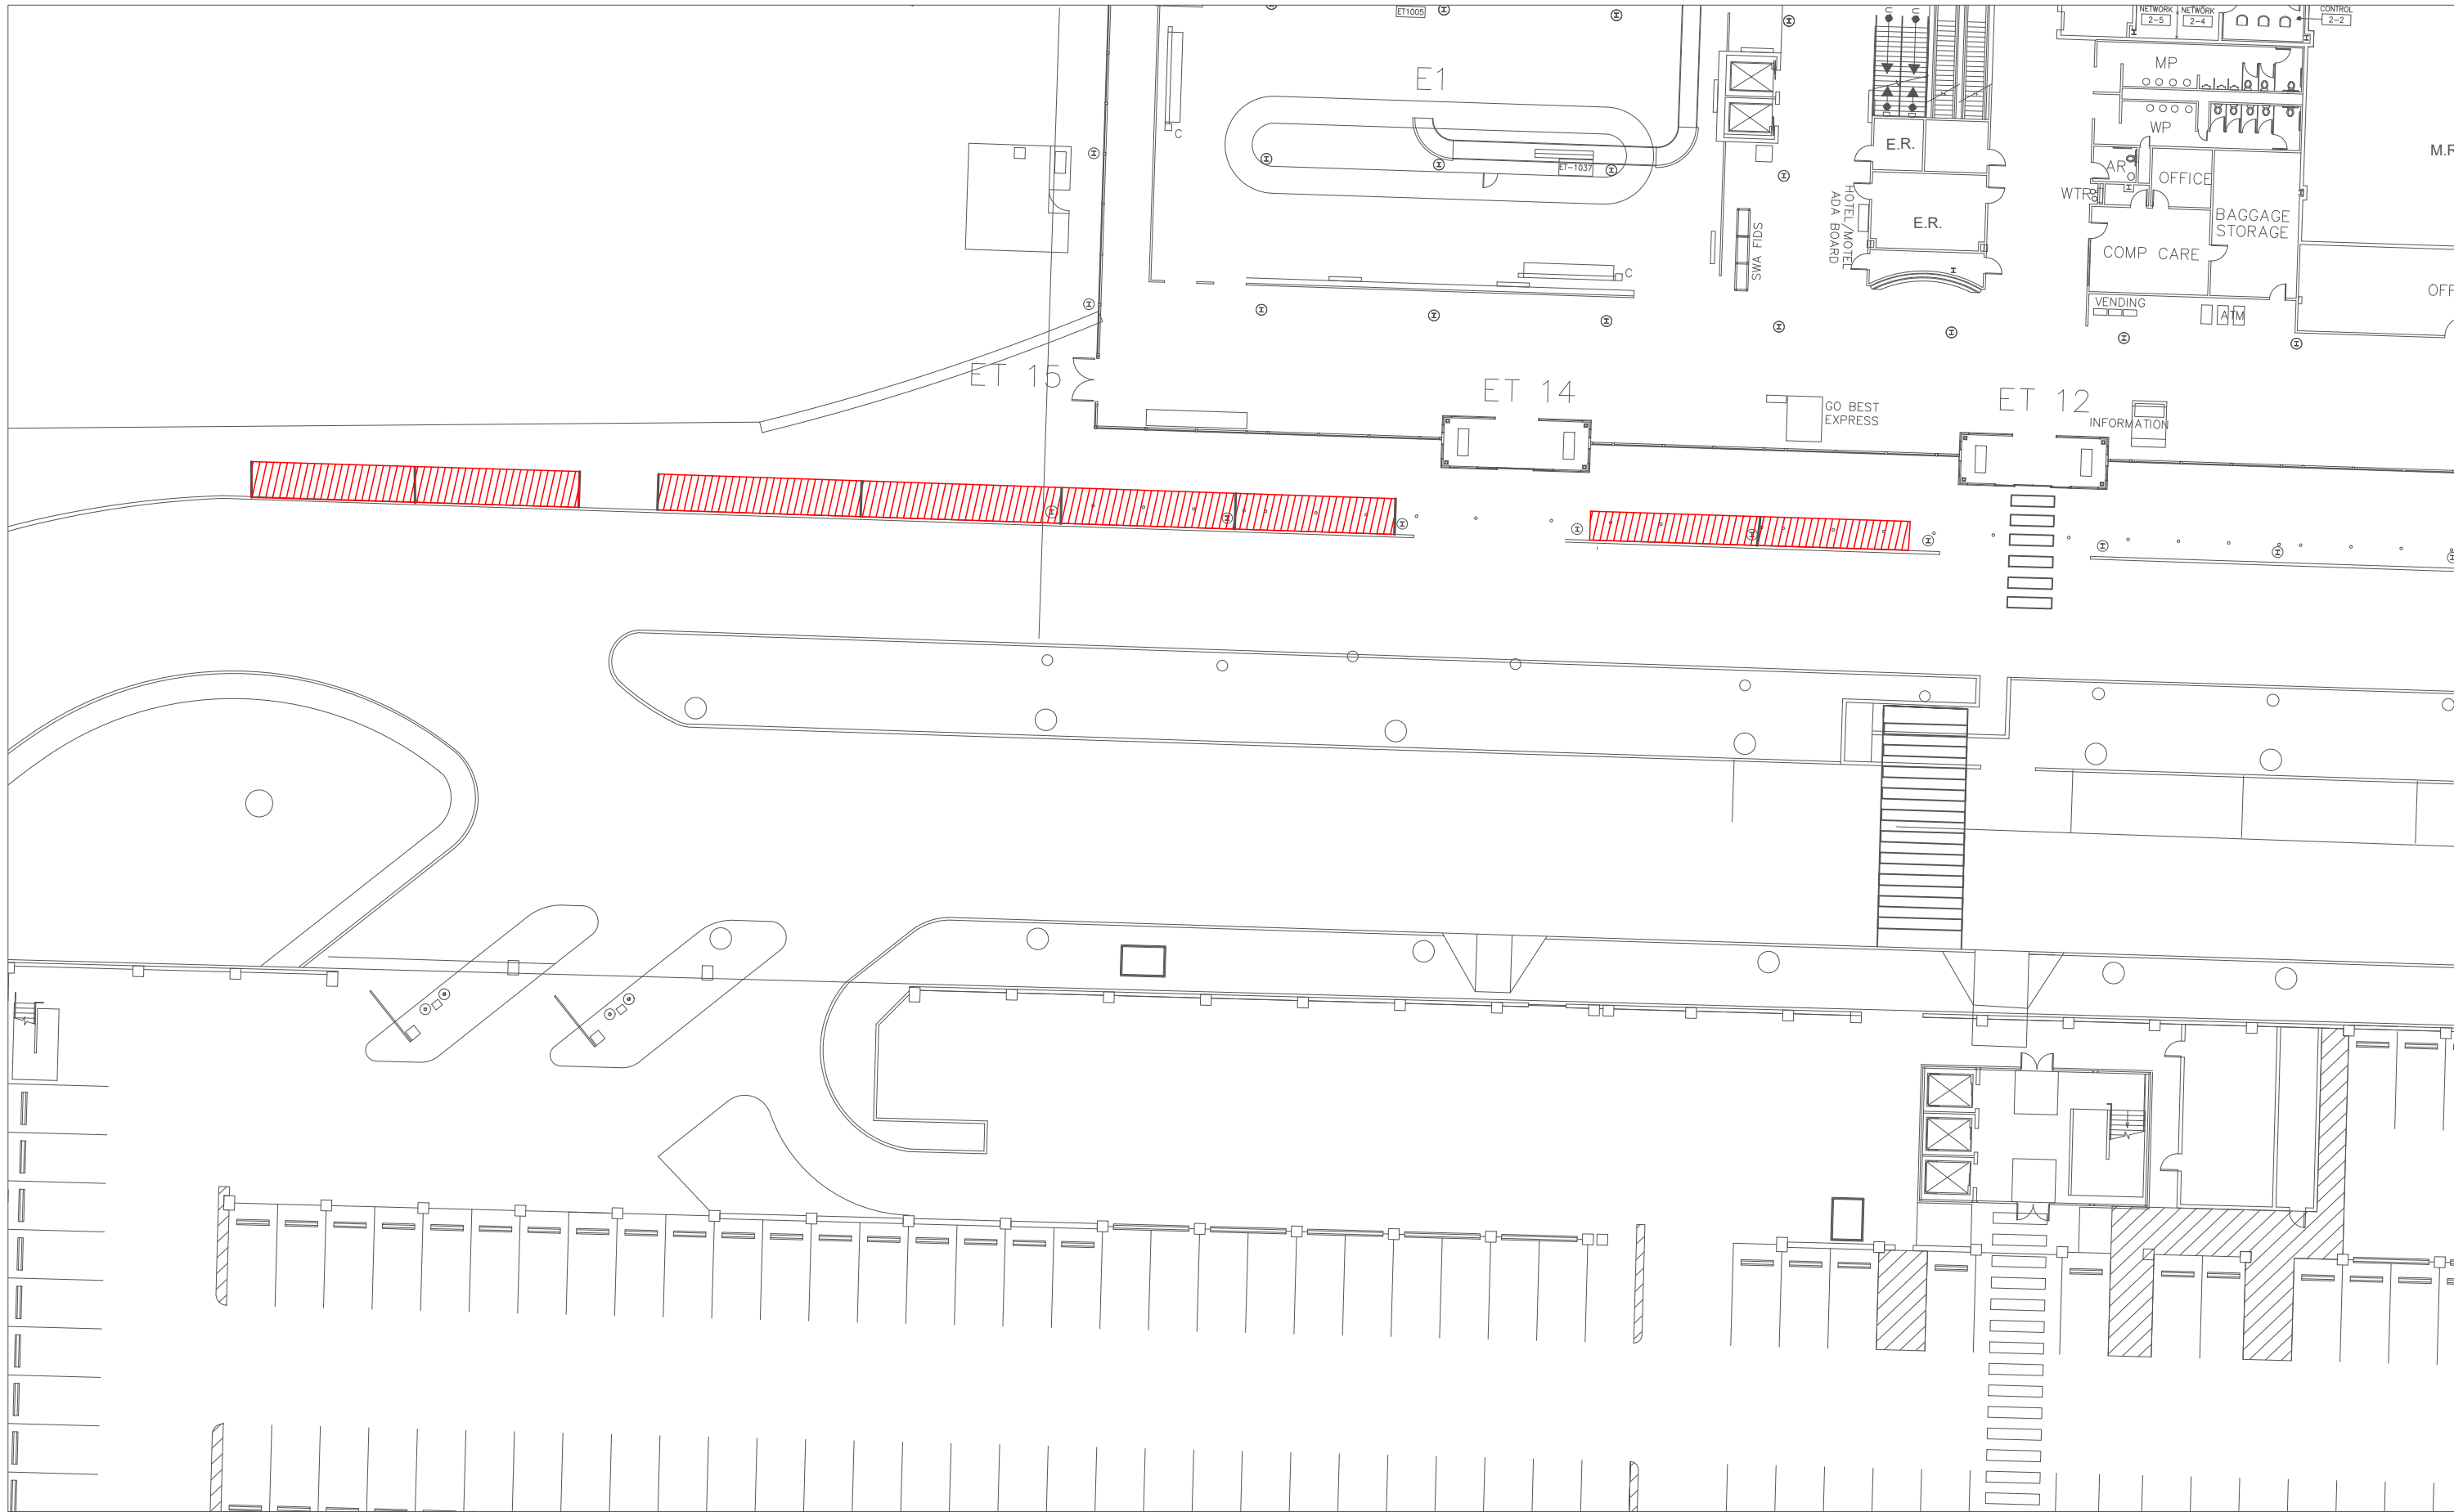 ET1005
NETWORK
2-5
NETWORK
2-4
CONTROL
2-2
E1
MP
C
WP
E.R.
ET-1037
AR
OFFICE
WTR
HOTEL/MOTEL
ADA BOARD
E.R.
BAGGAGE
STORAGE
SWA FIDS
COMP CARE
C
VENDING
ATM
ET 15
ET 14
ET 12
GO BEST
EXPRESS
INFORMATION